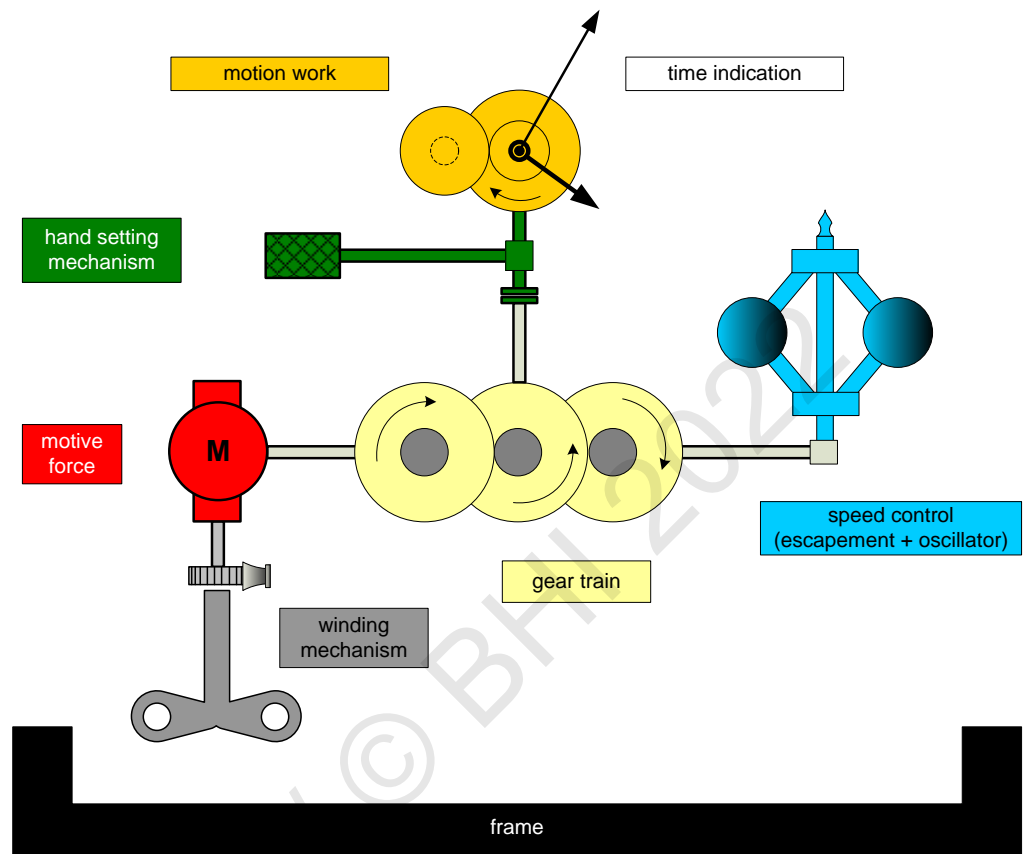 motion work
time indication
hand setting
mechanism
motive
force
M
speed control
(escapement + oscillator)
gear train
winding
mechanism
frame
© BHI 2022